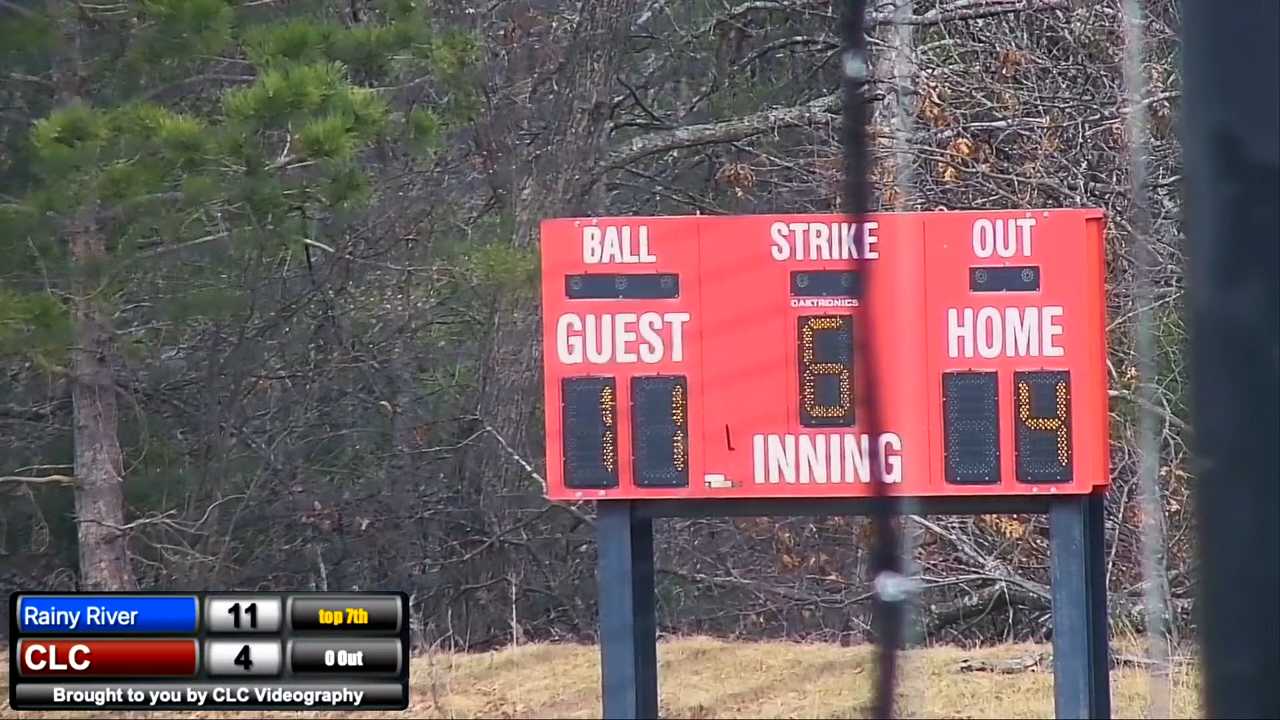 BALL STRIKE OUT
DAKTRONICS
GUEST 6 HOME
11 4
INNING
Rainy River 11 top 7th
CLC 4 0 Out
Brought to you by CLC Videography